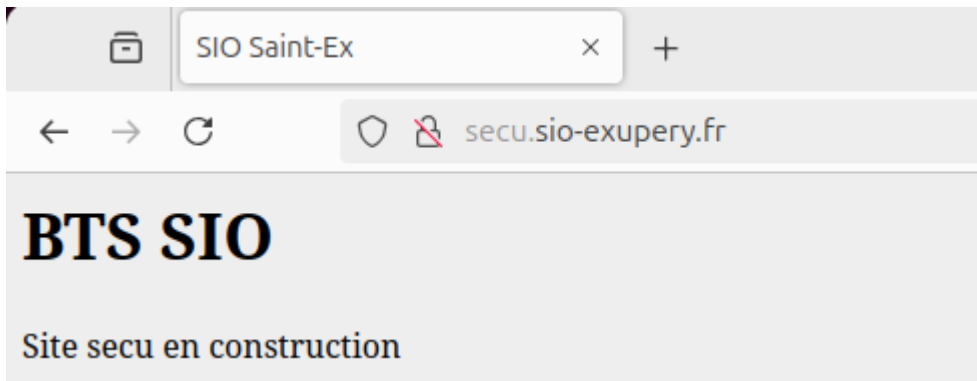 SIO Saint-Ex
secu.sio-exupery.fr
BTS SIO
Site secu en construction